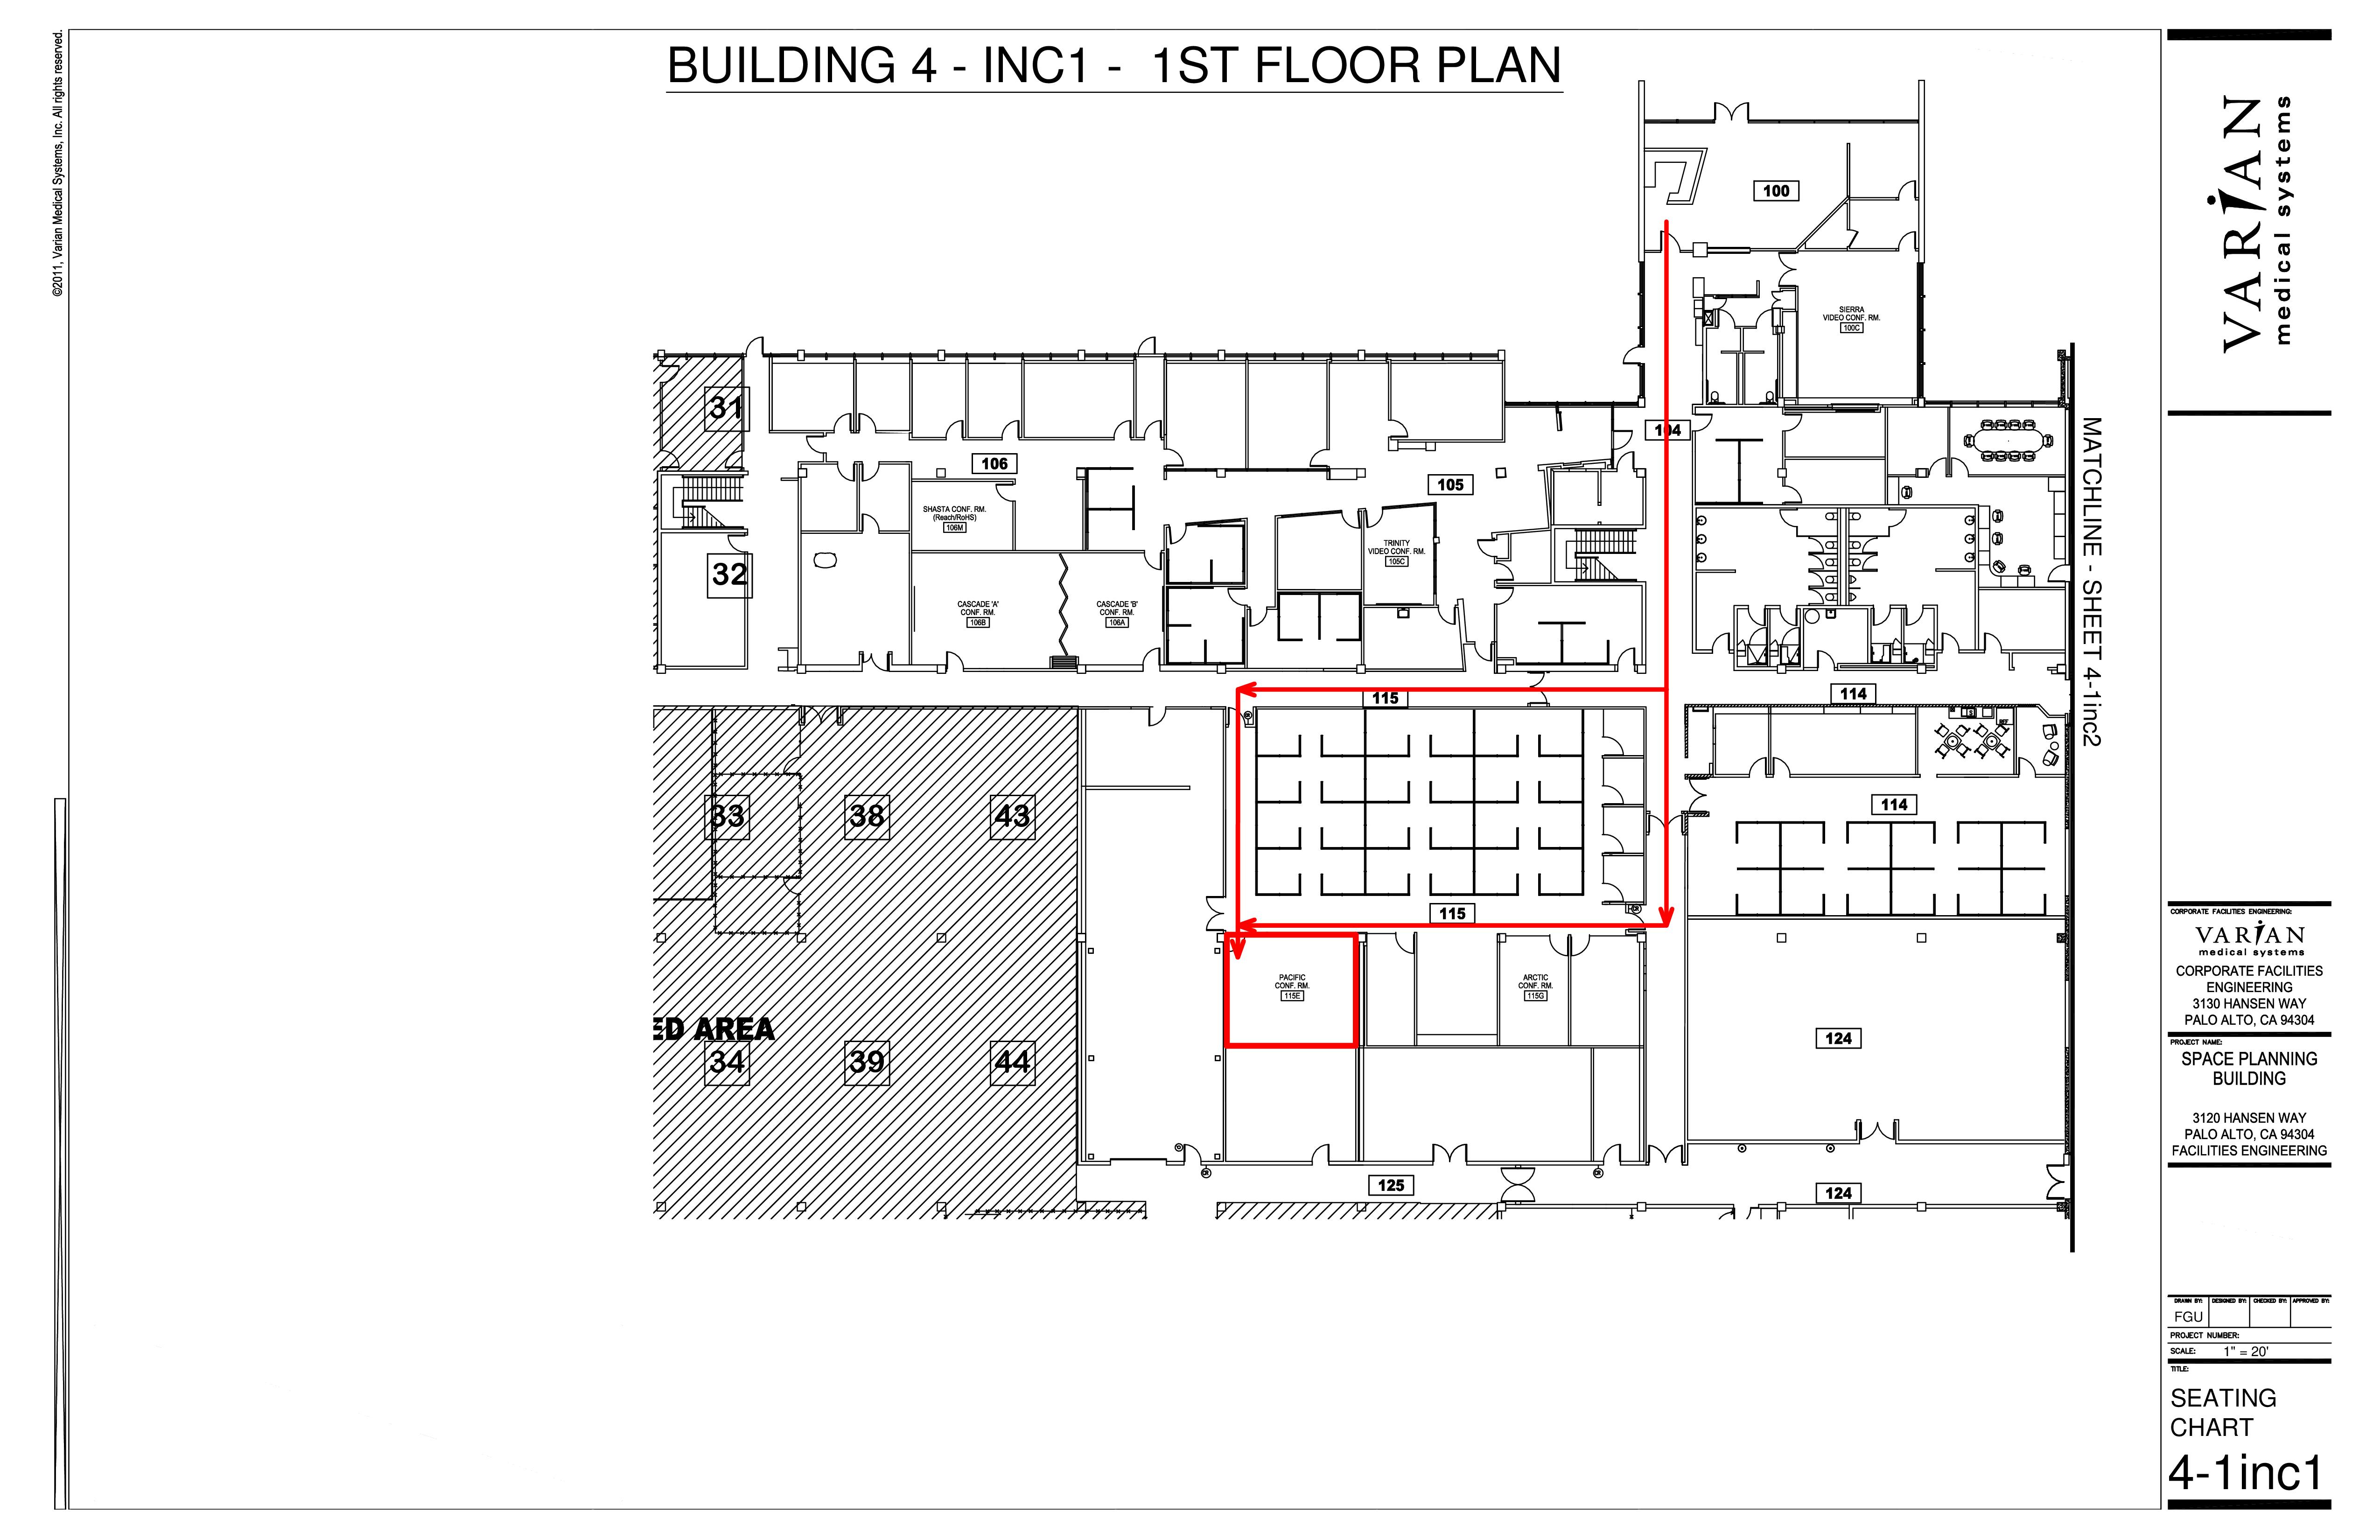 ©2011, Varian Medical Systems, Inc. All rights reserved.
BUILDING 4 - INC1 - 1ST FLOOR PLAN
100
SIERRA
VIDEO CONF. RM.
100C
31
104
106
105
SHASTA CONF. RM.
(Reach/RoHS)
106M
TRINITY
VIDEO CONF. RM.
105C
32
CASCADE 'A'
CONF. RM.
106B
CASCADE 'B'
CONF. RM.
106A
MATCHLINE - SHEET 4-1inc2
115
114
33
38
43
114
115
PACIFIC
CONF. RM.
115E
ARCTIC
CONF. RM.
115G
ED AREA
34
39
44
124
125
124
VARIAN
medical systems
CORPORATE FACILITIES ENGINEERING:
VARIAN
medical systems
CORPORATE FACILITIES
ENGINEERING
3130 HANSEN WAY
PALO ALTO, CA 94304
PROJECT NAME:
SPACE PLANNING
BUILDING
3120 HANSEN WAY
PALO ALTO, CA 94304
FACILITIES ENGINEERING
DRAWN BY: DESIGNED BY: CHECKED BY: APPROVED BY:
FGU
PROJECT NUMBER:
SCALE: 1" = 20'
TITLE:
SEATING
CHART
4-1inc1